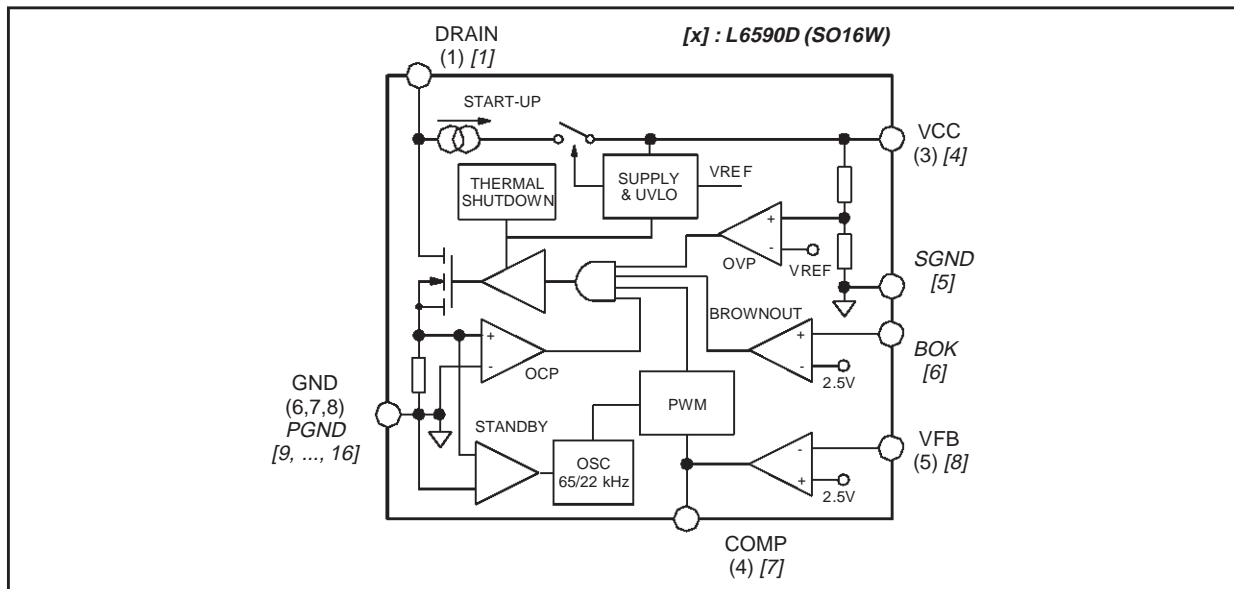 DRAIN
(1) [1]
[x] : L6590D (SO16W)
START-UP
VCC
(3) [4]
THERMAL
SHUTDOWN
SUPPLY
& UVLO
VREF
+
-
OVP
VREF
SGND
[5]
BROWNOUT
+
-
2.5V
BOK
[6]
+
-
OCP
GND
(6,7,8)
PGND
[9, ..., 16]
PWM
STANDBY
OSC
65/22 kHz
-
+
2.5V
VFB
(5) [8]
COMP
(4) [7]